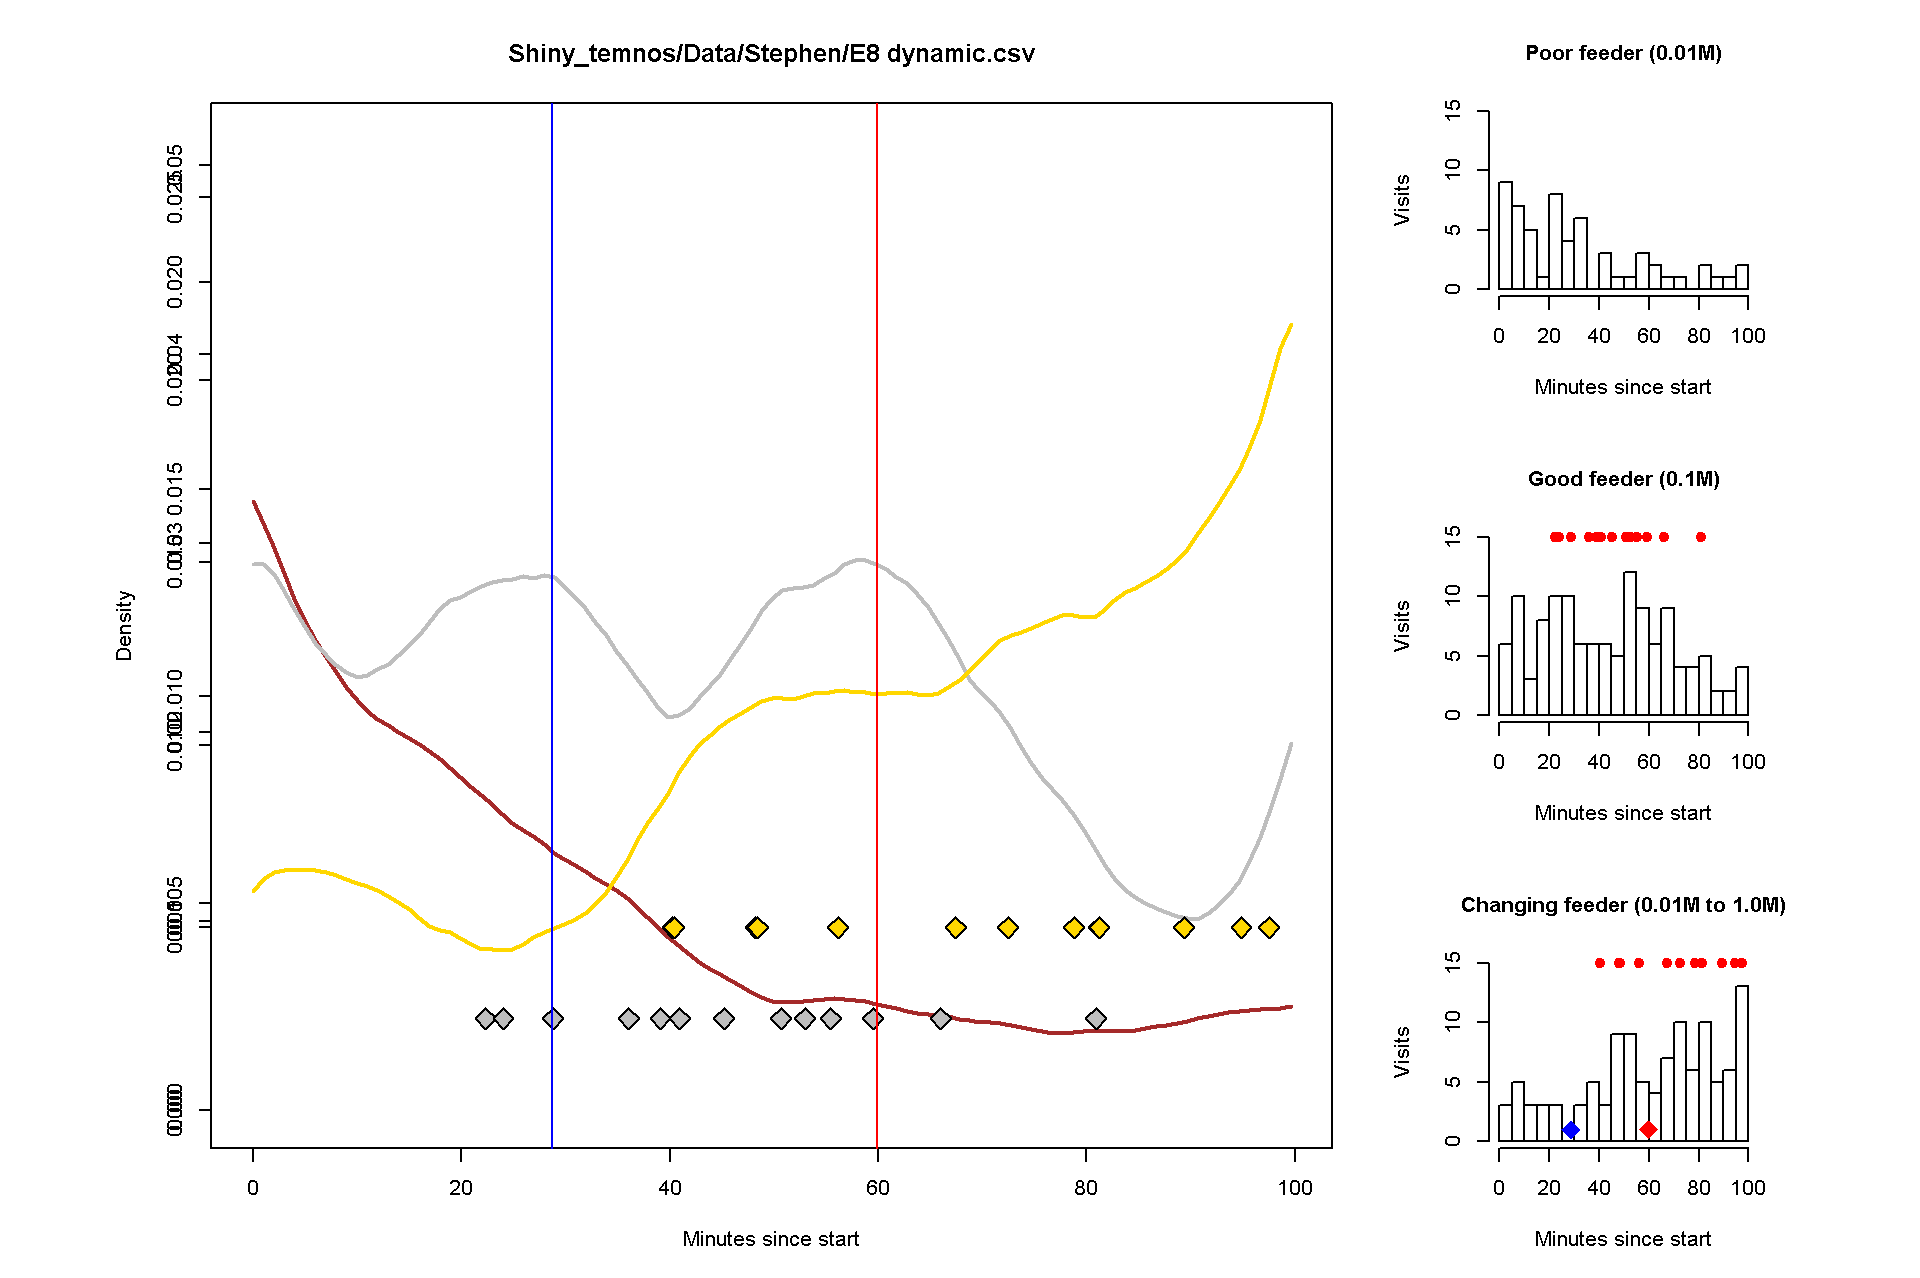 Shiny_temnos/Data/Stephen/E8 dynamic.csv
Density
0.020
0.015
0 20 40 60 80 100
Minutes since start
Poor feeder (0.01M)
Visits
15
10
5
0
0 20 40 60 80 100
Minutes since start
Good feeder (0.1M)
Visits
15
10
5
0
0 20 40 60 80 100
Minutes since start
Changing feeder (0.01M to 1.0M)
Visits
15
10
5
0
0 20 40 60 80 100
Minutes since start